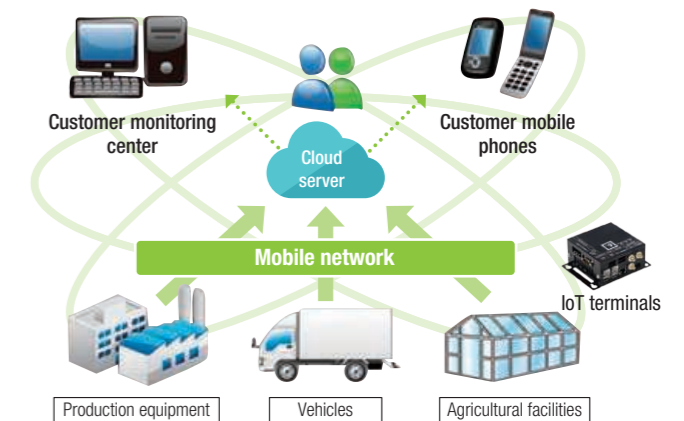 Customer monitoring
center
Customer mobile
phones
Cloud
server
Mobile network
IoT terminals
Production equipment
Vehicles
Agricultural facilities